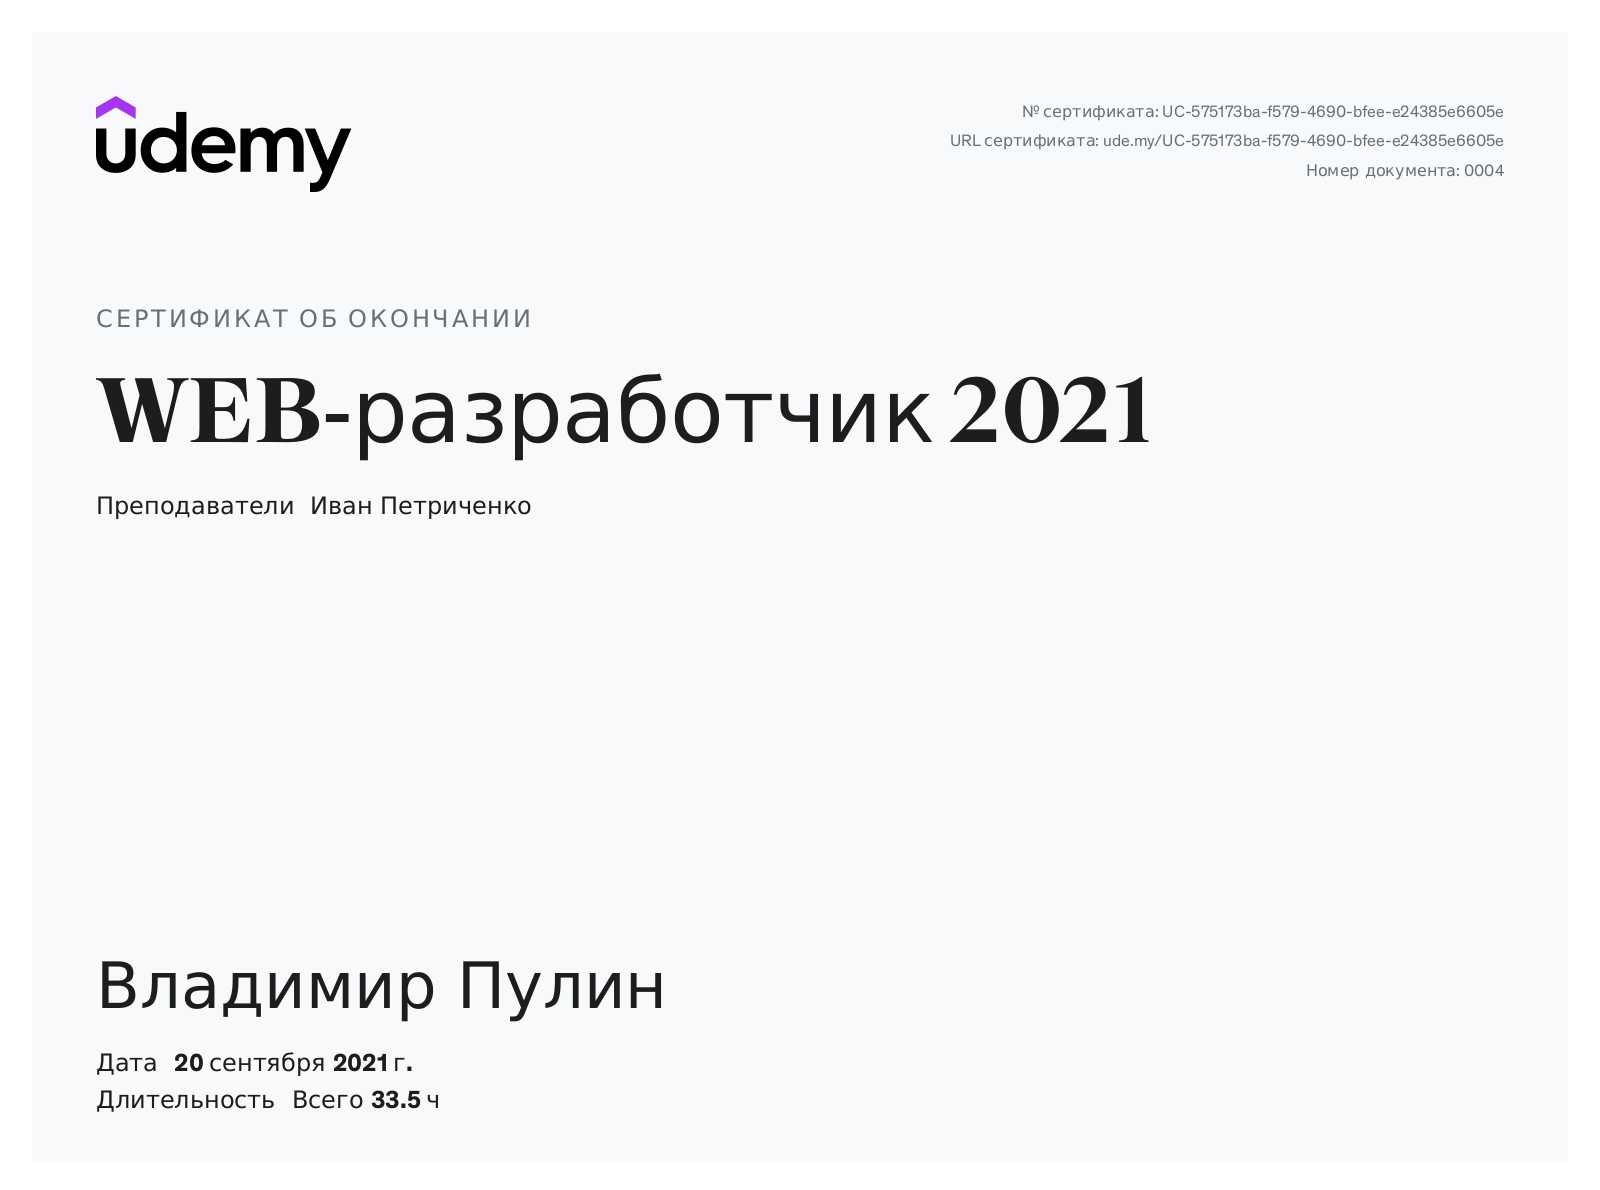 udemy
№ сертификата: UC-575173ba-f579-4690-bfee-e24385e6605e
URL сертификата: ude.my/UC-575173ba-f579-4690-bfee-e24385e6605e
Номер документа: 0004
СЕРТИФИКАТ ОБ ОКОНЧАНИИ
WEB-разработчик 2021
Преподаватели Иван Петриченко
Владимир Пулин
Дата 20 сентября 2021 г.
Длительность Всего 33.5 ч